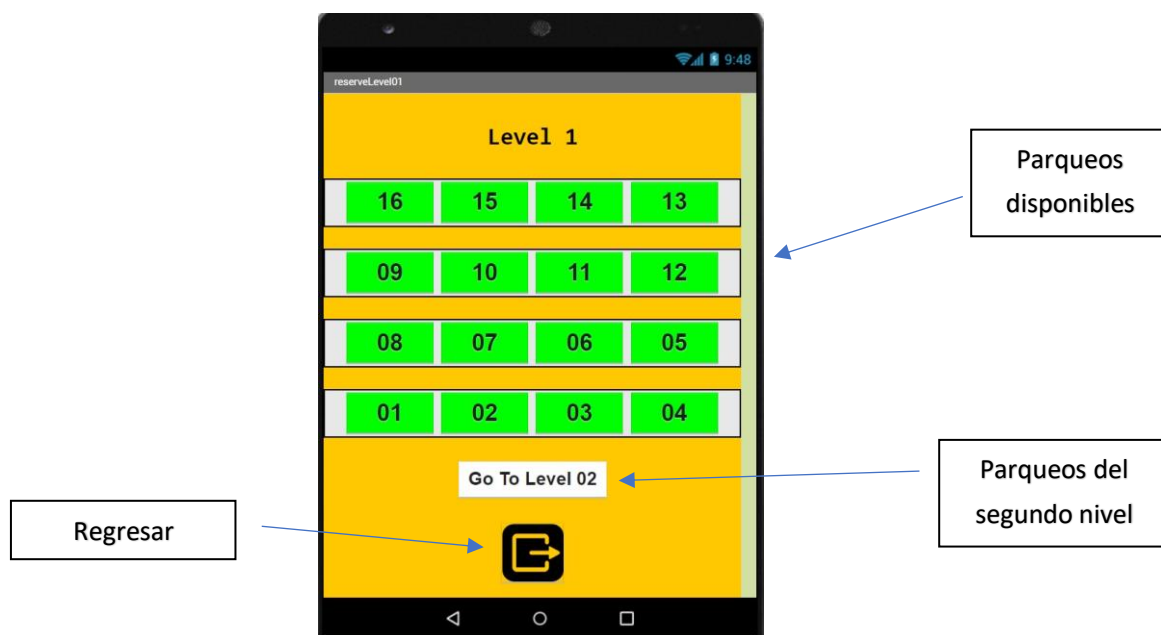 9:48
reserveLevel01
Level 1
16 15 14 13
09 10 11 12
08 07 06 05
01 02 03 04
Go To Level 02
Parqueos
disponibles
Parqueos del
segundo nivel
Regresar